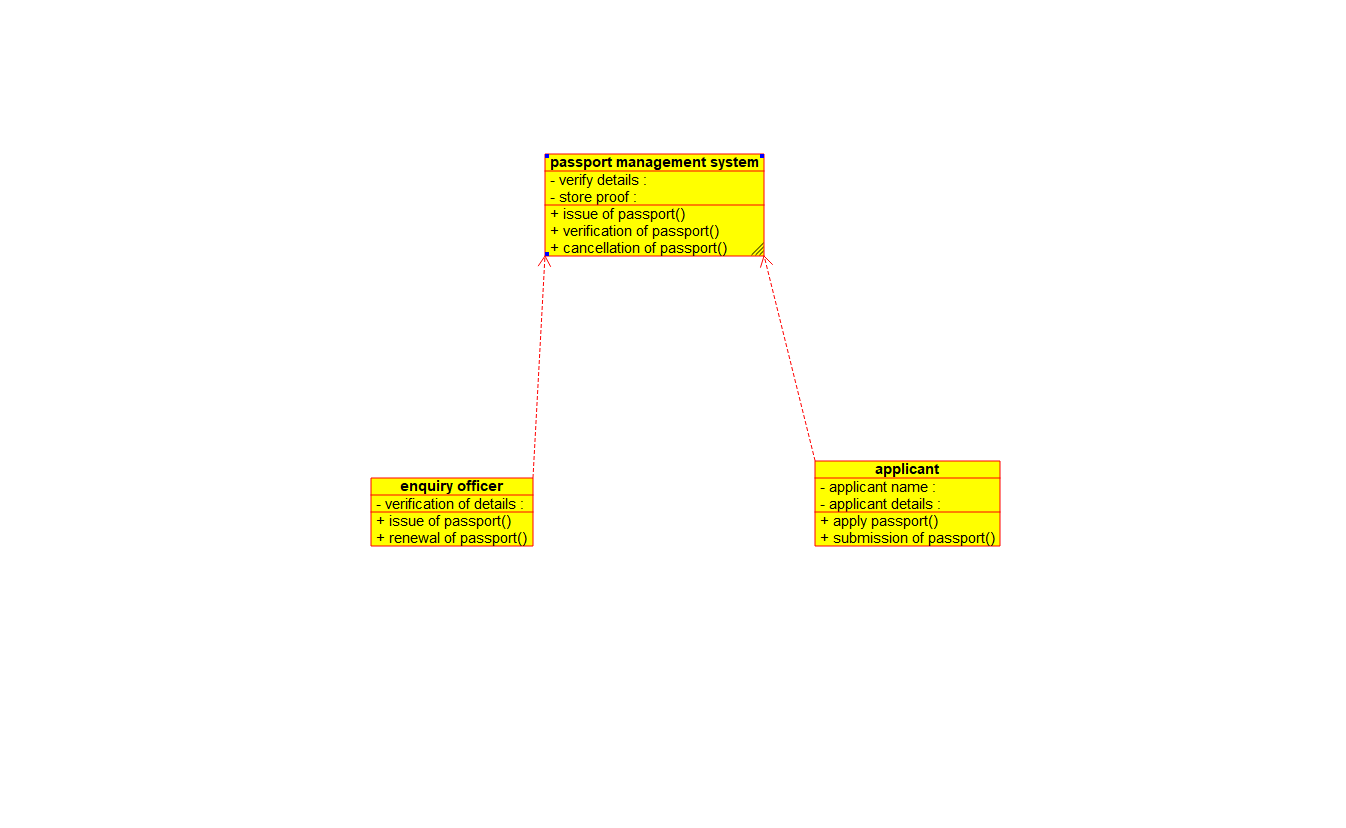 passport management system
- verify details :
- store proof :
+ issue of passport()
+ verification of passport()
+ cancellation of passport()
enquiry officer
- verification of details :
+ issue of passport()
+ renewal of passport()
applicant
- applicant name :
- applicant details :
+ apply passport()
+ submission of passport()